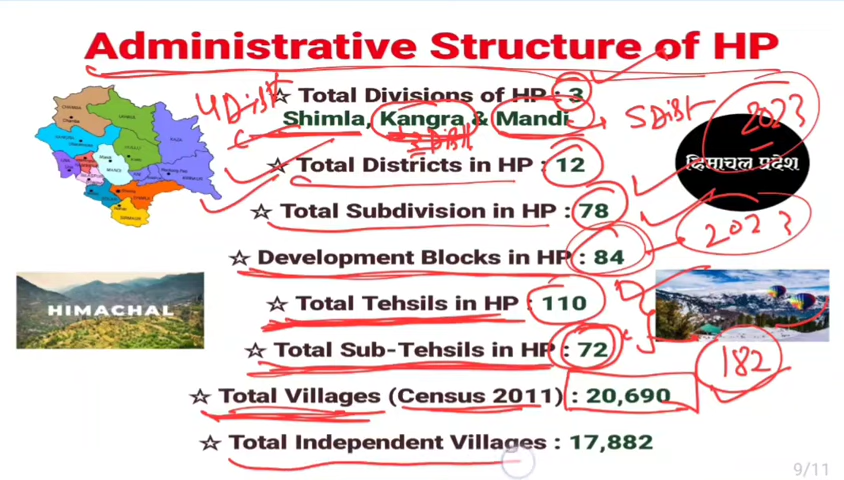 Administrative Structure of HP
4 Dist
☆ Total Divisions of HP : 3
Shimla, Kangra & Mandi
5 Dist
2023
3 Dist
हिमाचल प्रदेश
☆ Total Districts in HP : 12
☆ Total Subdivision in HP : 78
2023
☆ Development Blocks in HP : 84
HIMACHAL
☆ Total Tehsils in HP : 110
☆ Total Sub-Tehsils in HP : 72
182
☆ Total Villages (Census 2011) : 20,690
☆ Total Independent Villages : 17,882
9/11